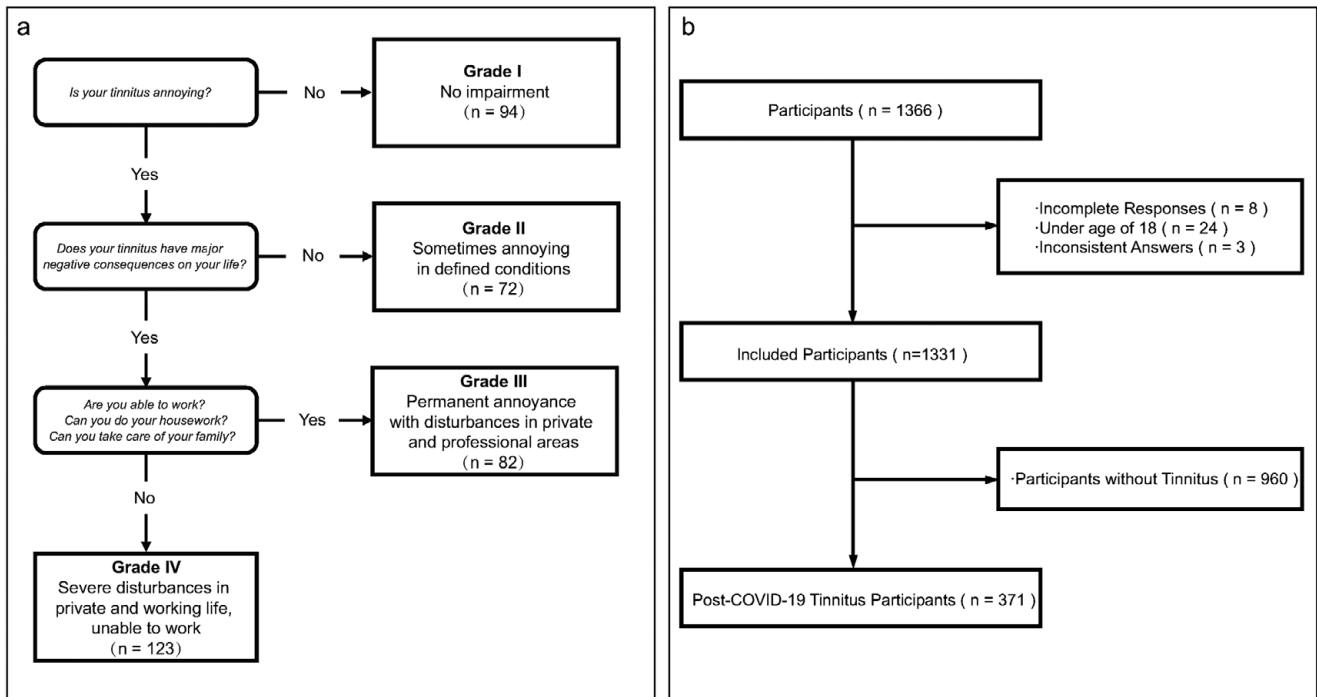 a
Is your tinnitus annoying?
No
Grade I
No impairment
(n = 94)
Yes
Does your tinnitus have major
negative consequences on your life?
No
Grade II
Sometimes annoying
in defined conditions
(n = 72)
Yes
Are you able to work?
Can you do your housework?
Can you take care of your family?
Yes
Grade III
Permanent annoyance
with disturbances in private
and professional areas
(n = 82)
No
Grade IV
Severe disturbances in
private and working life,
unable to work
(n = 123)
b
Participants ( n = 1366 )
·Incomplete Responses ( n = 8 )
·Under age of 18 ( n = 24 )
·Inconsistent Answers ( n = 3 )
Included Participants ( n=1331 )
·Participants without Tinnitus ( n = 960 )
Post-COVID-19 Tinnitus Participants ( n = 371 )